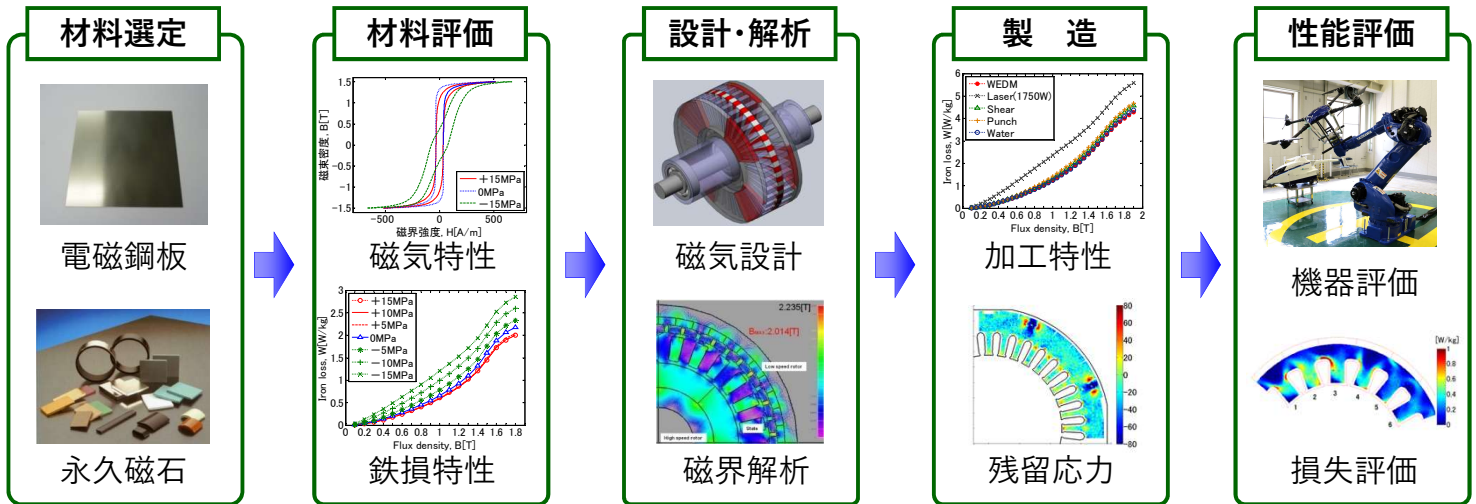 材料選定
電磁鋼板
永久磁石
材料評価
磁束密度, B[T]
1.5
1
0.5
0
−0.5
−1
−1.5
＋15MPa
0MPa
−15MPa
−500
0
500
磁界強度, H[A/m]
磁気特性
Iron loss, W[W/kg]
3
2.5
2
1.5
1
0.5
0
＋15MPa
＋10MPa
＋5MPa
0MPa
−5MPa
−10MPa
−15MPa
0 0.2 0.4 0.6 0.8 1 1.2 1.4 1.6 1.8
Flux density, B[T]
鉄損特性
設計・解析
磁気設計
2.235[T]
BMAX:2.014[T]
Low speed rotor
High speed rotor
磁界解析
製 造
Iron loss, W[W/kg]
6
5
4
3
2
1
0
WEDM
Laser(1750W)
Shear
Punch
Water
0 0.2 0.4 0.6 0.8 1 1.2 1.4 1.6 1.8 2
Flux density, B[T]
加工特性
80
60
40
20
0
−20
−40
−60
−80
残留応力
性能評価
機器評価
[W/kg]
1
0.8
0.6
0.4
0.2
0
1 2 3 4 5 6
損失評価